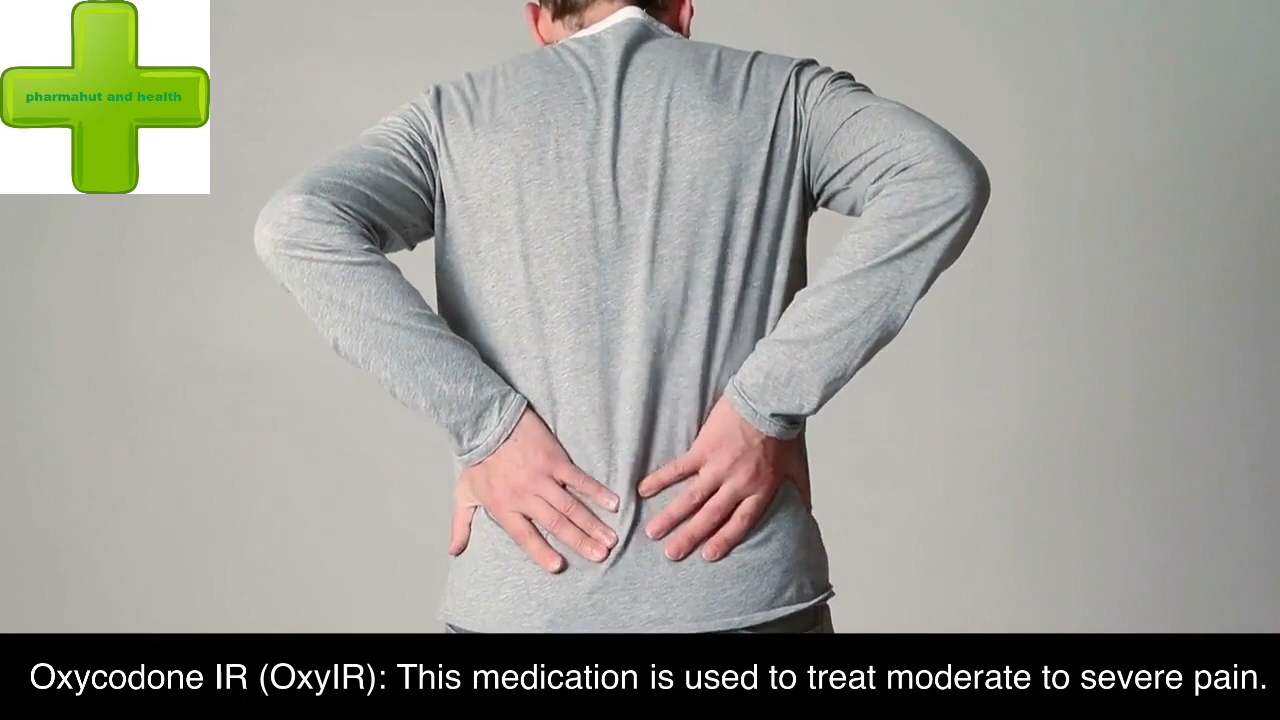 pharmahut and health
Oxycodone IR (OxyIR): This medication is used to treat moderate to severe pain.